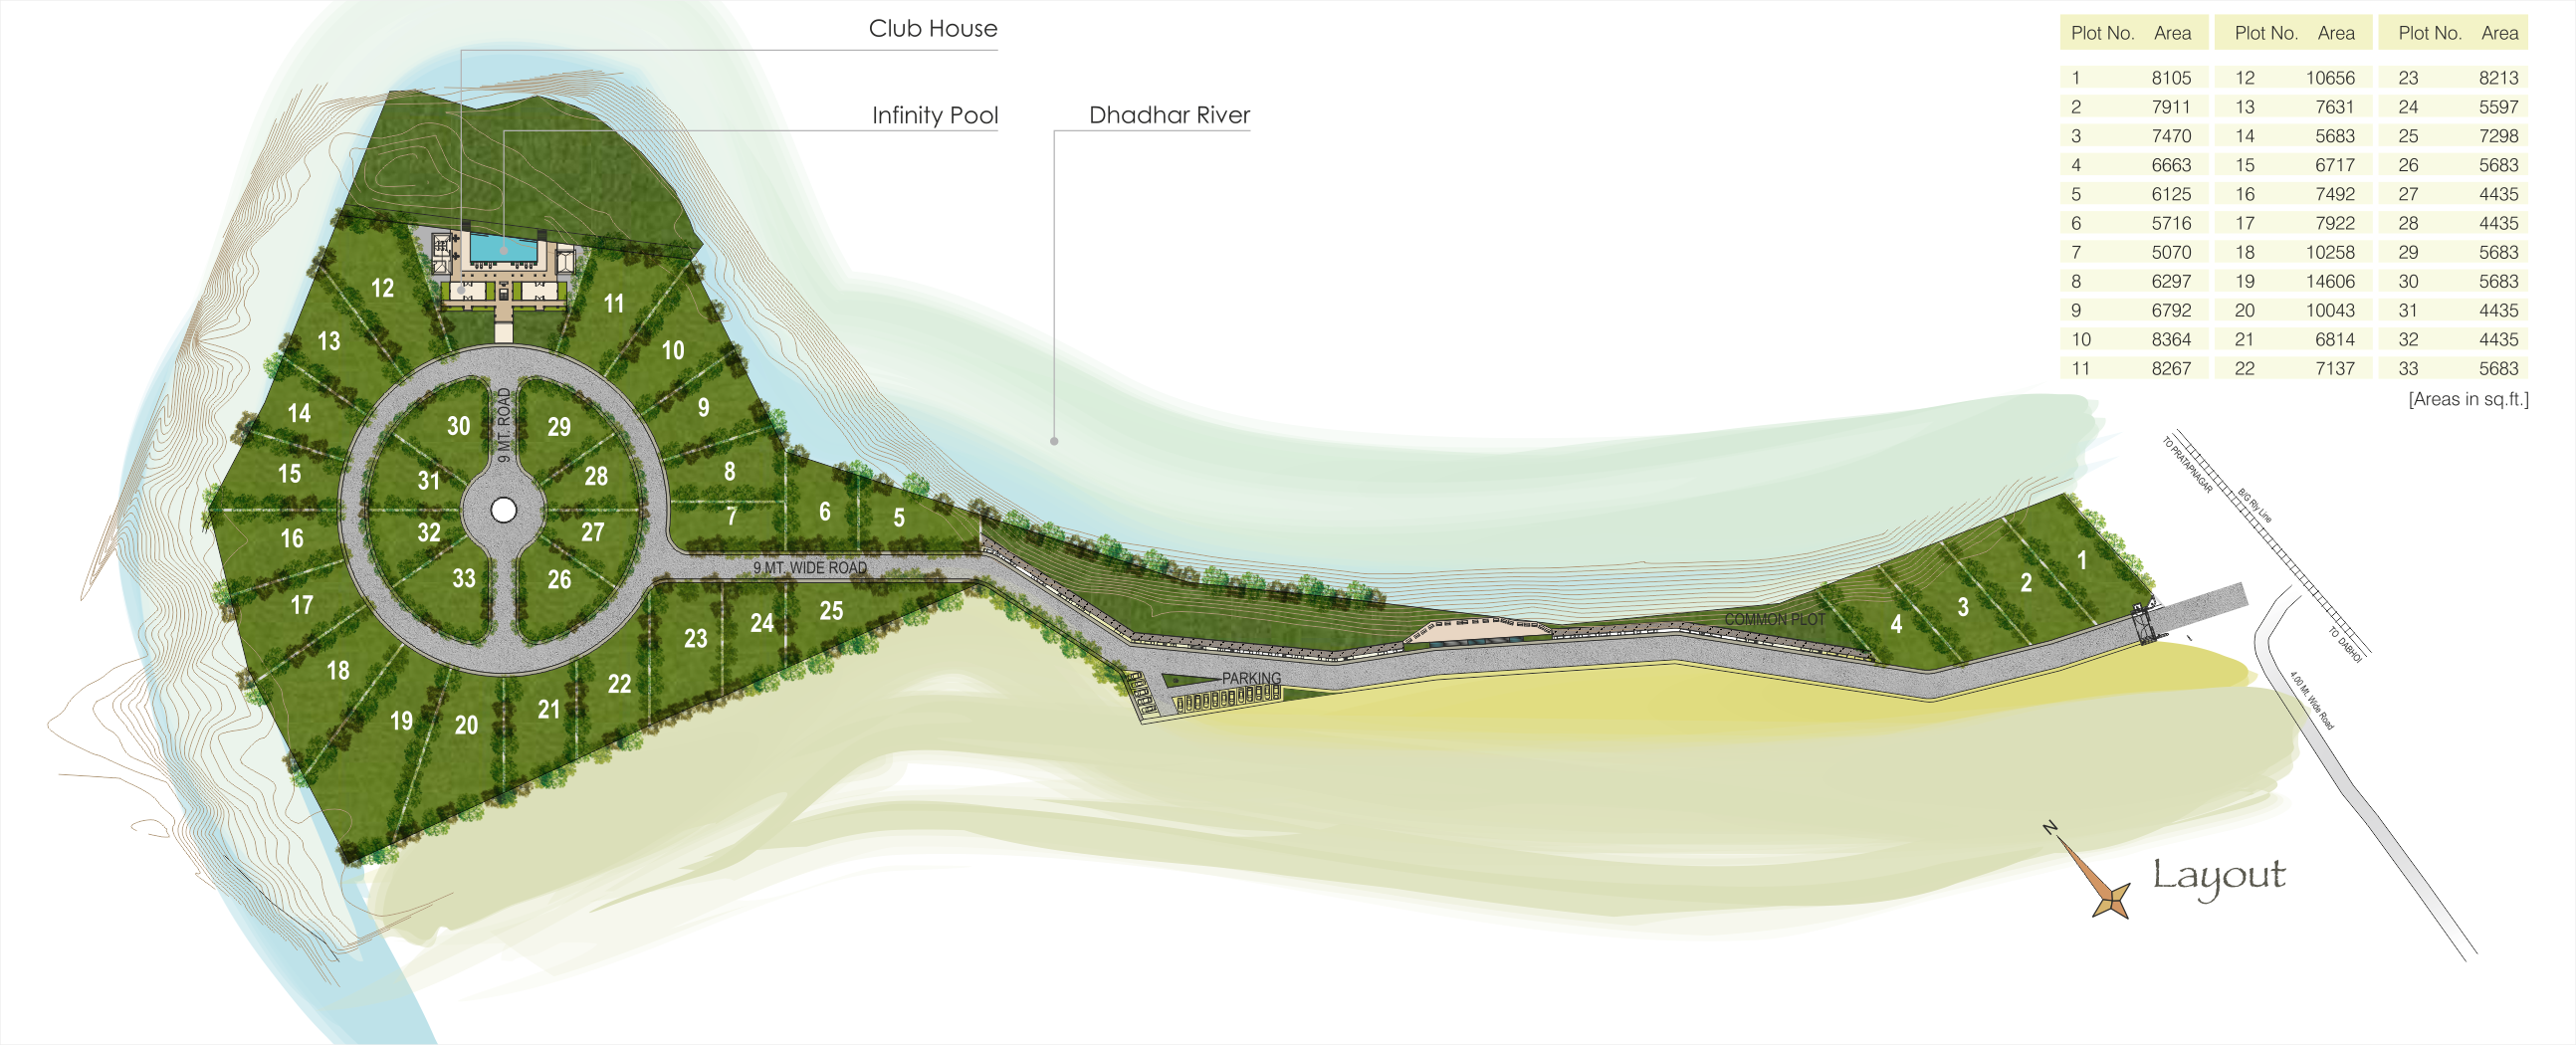 Club House
Infinity Pool
Dhadhar River
Plot No. Area Plot No. Area Plot No. Area
1 8105 12 10656 23 8213
2 7911 13 7631 24 5597
3 7470 14 5683 25 7298
4 6663 15 6717 26 5683
5 6125 16 7492 27 4435
6 5716 17 7922 28 4435
7 5070 18 10258 29 5683
8 6297 19 14606 30 5683
9 6792 20 10043 31 4435
10 8364 21 6814 32 4435
11 8267 22 7137 33 5683
[Areas in sq.ft.]
12
11
13
10
14
30
9 MT. ROAD
29
9
15
31
28
8
16
32
27
7
6
5
17
33
26
9 MT. WIDE ROAD
18
19
20
21
22
23
24
25
PARKING
COMMON PLOT
4
3
2
1
TO PRATAPNAGAR
B/G Rly Line
TO DABHOI
4.00 Mt. Wide Road
N
Layout